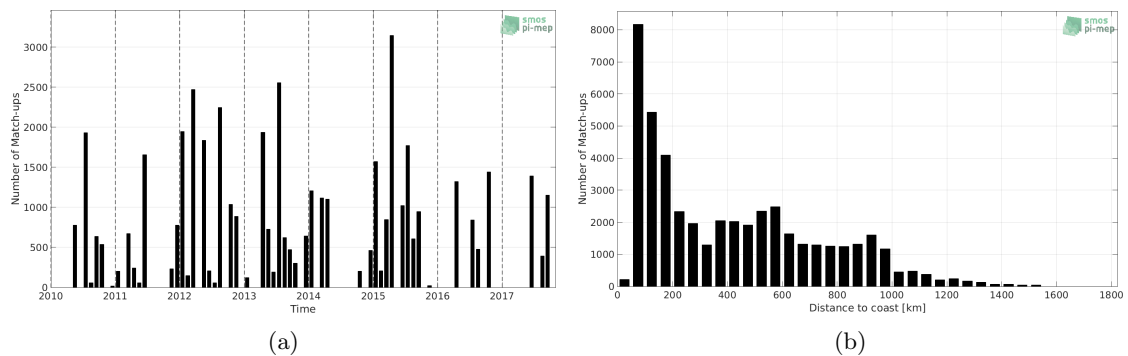 smos
pi-mep
3000
2500
2000
1500
1000
500
0
Number of Match-ups
2010 2011 2012 2013 2014 2015 2016 2017
Time
(a)
smos
pi-mep
8000
7000
6000
5000
4000
3000
2000
1000
0
Number of Match-ups
0 200 400 600 800 1000 1200 1400 1600 1800
Distance to coast [km]
(b)